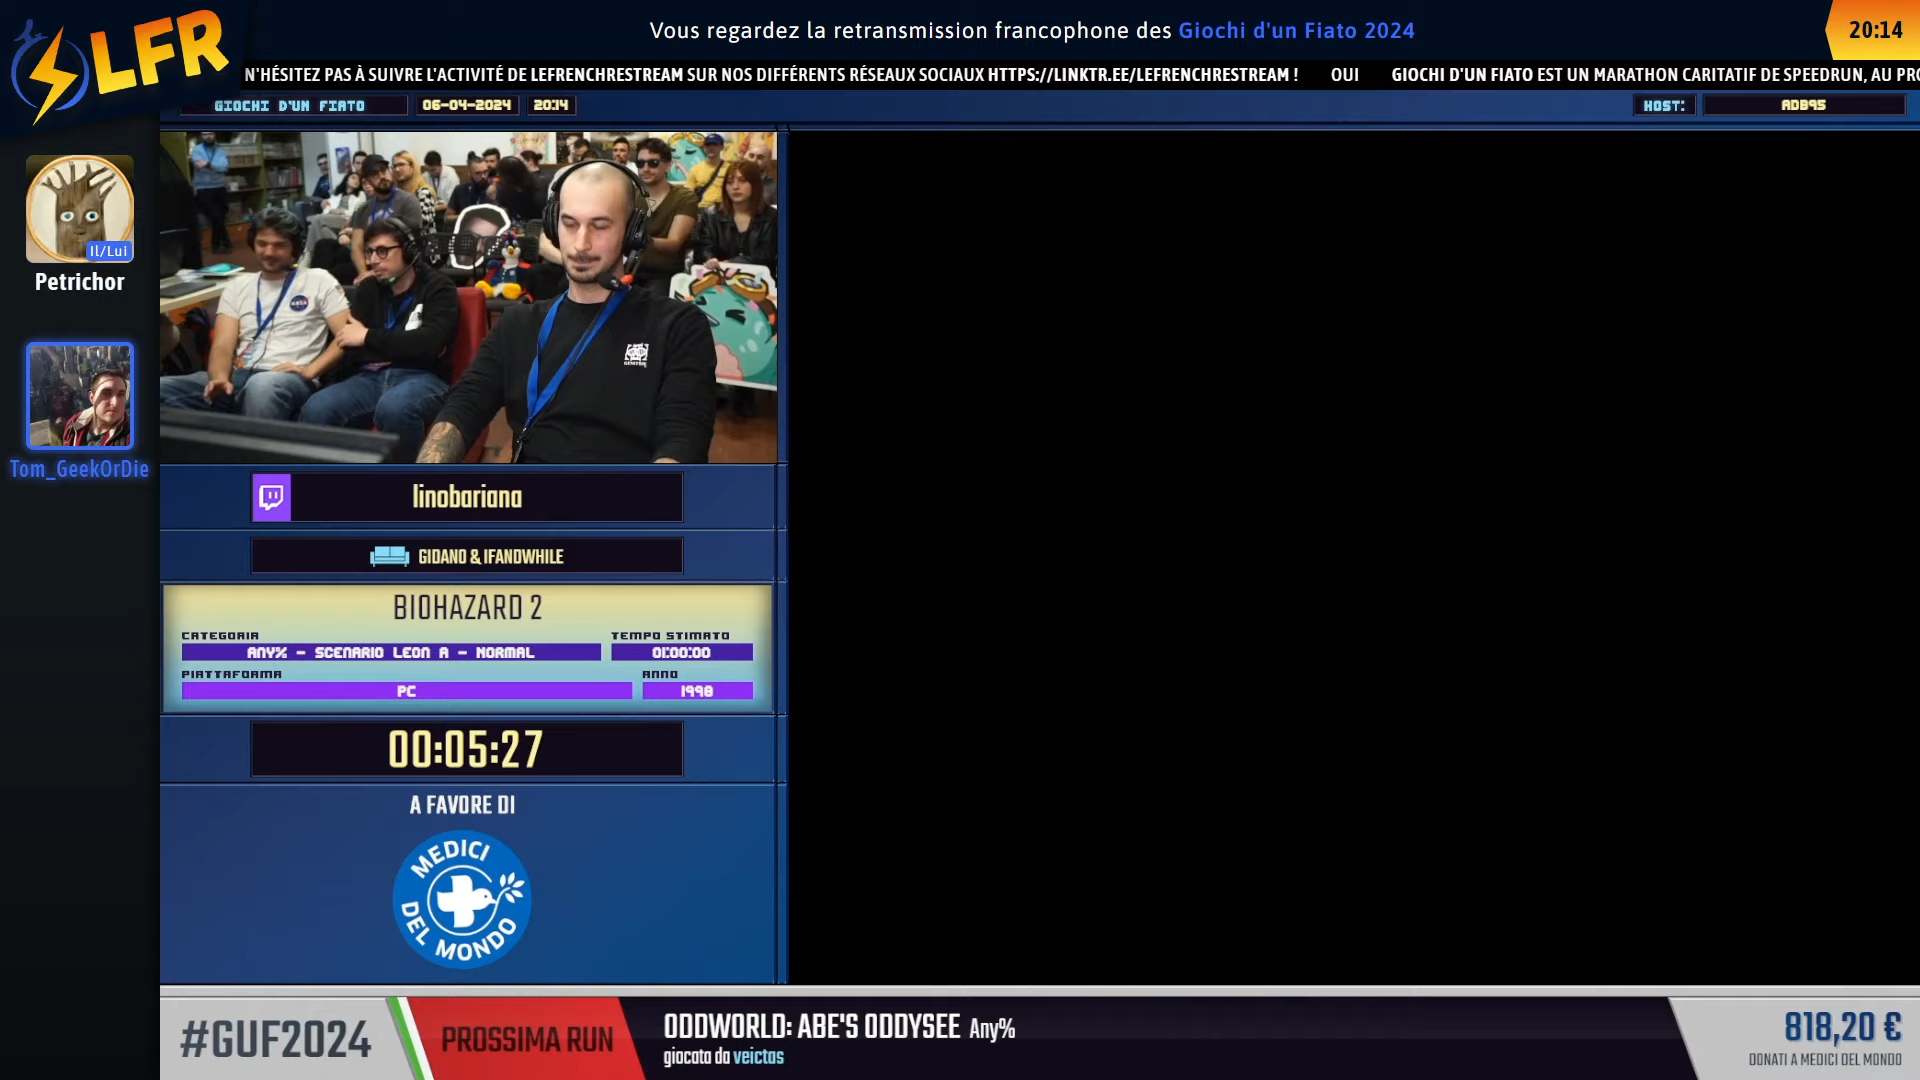 LFR
Vous regardez la retransmission francophone des Giochi d'un Fiato 2024
20:14
N'HÉSITEZ PAS À SUIVRE L'ACTIVITÉ DE LEFRENCHRESTREAM SUR NOS DIFFÉRENTS RÉSEAUX SOCIAUX HTTPS://LINKTR.EE/LEFRENCHRESTREAM ! OUI GIOCHI D'UN FIATO EST UN MARATHON CARITATIF DE SPEEDRUN, AU PRO
GIOCHI D'UN FIATO 06-04-2024 20:14 HOST: ADB95
Il/Lui
Petrichor
Tom_GeekOrDie
NASA
linobariana
GIDANO & IFANDWHILE
BIOHAZARD 2
CATEGORIA TEMPO STIMATO
ANY% - SCENARIO LEON A - NORMAL 01:00:00
PIATTAFORMA ANNO
PC 1998
00:05:27
A FAVORE DI
MEDICI
DEL MONDO
#GUF2024
PROSSIMA RUN
ODDWORLD: ABE'S ODDYSEE Any%
giocata da veictas
818,20 €
DONATI A MEDICI DEL MONDO